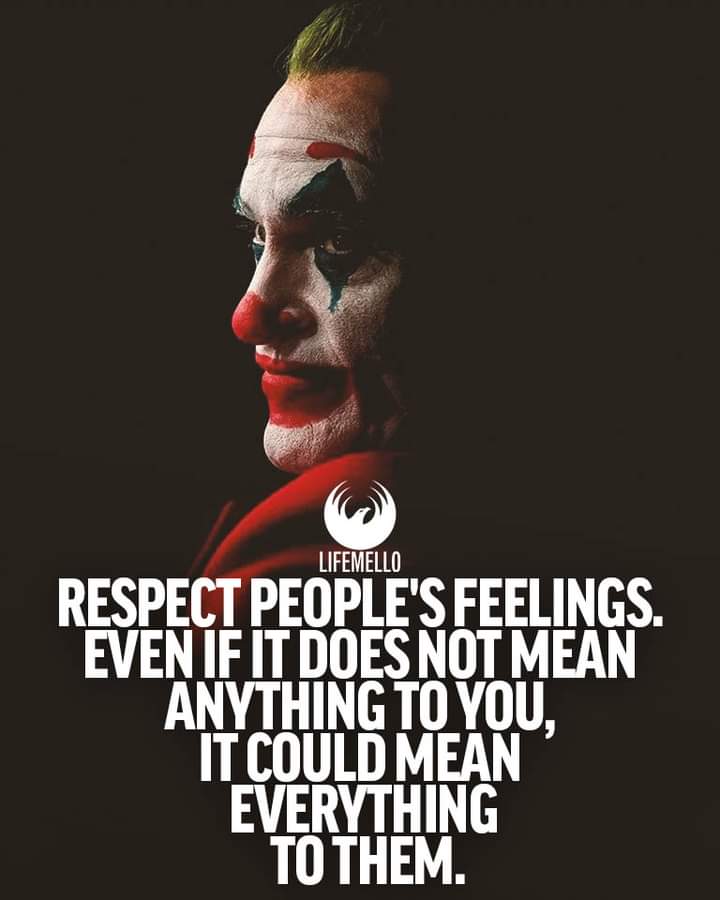 LIFEMELLO
RESPECT PEOPLE'S FEELINGS.
EVEN IF IT DOES NOT MEAN
ANYTHING TO YOU,
IT COULD MEAN
EVERYTHING
TO THEM.